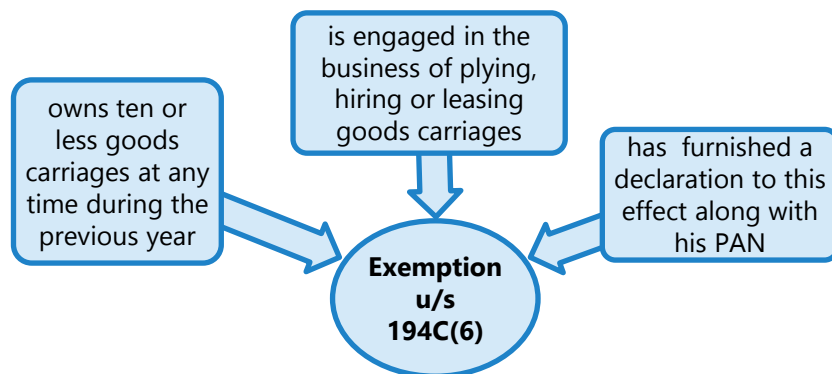 owns ten or
less goods
carriages at any
time during the
previous year
is engaged in the
business of plying,
hiring or leasing
goods carriages
has furnished a
declaration to this
effect along with
his PAN
Exemption
u/s
194C(6)